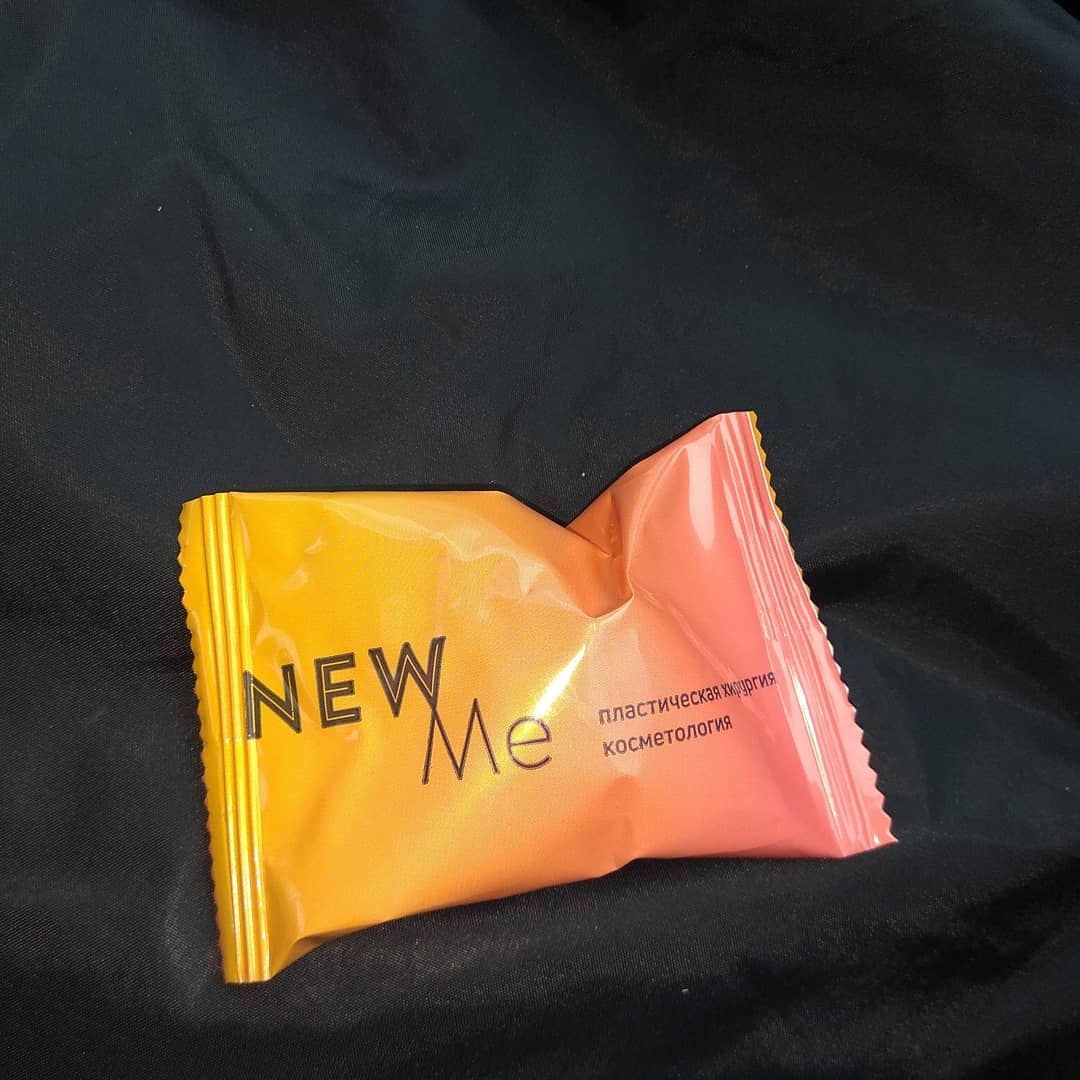 NEW
Me
пластическая хирургия
косметология